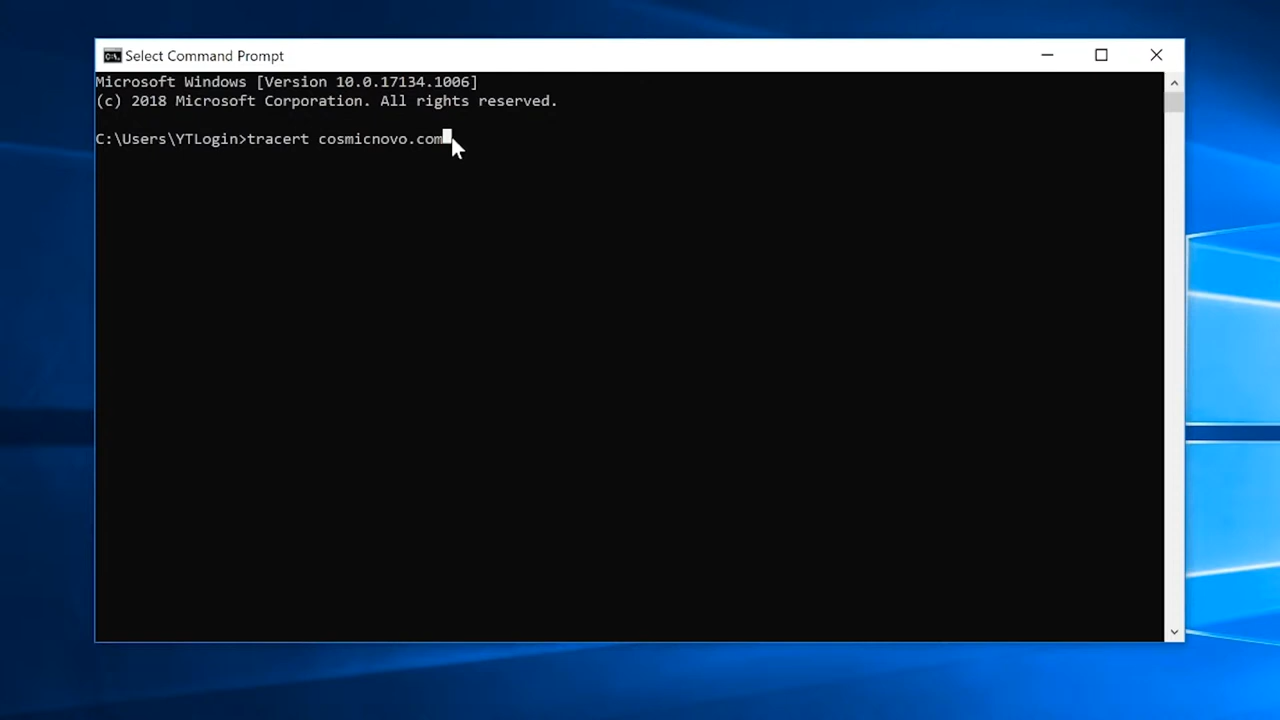 Select Command Prompt
Microsoft Windows [Version 10.0.17134.1006]
(c) 2018 Microsoft Corporation. All rights reserved.
C:\Users\YTLogin>tracert cosmicnovo.com